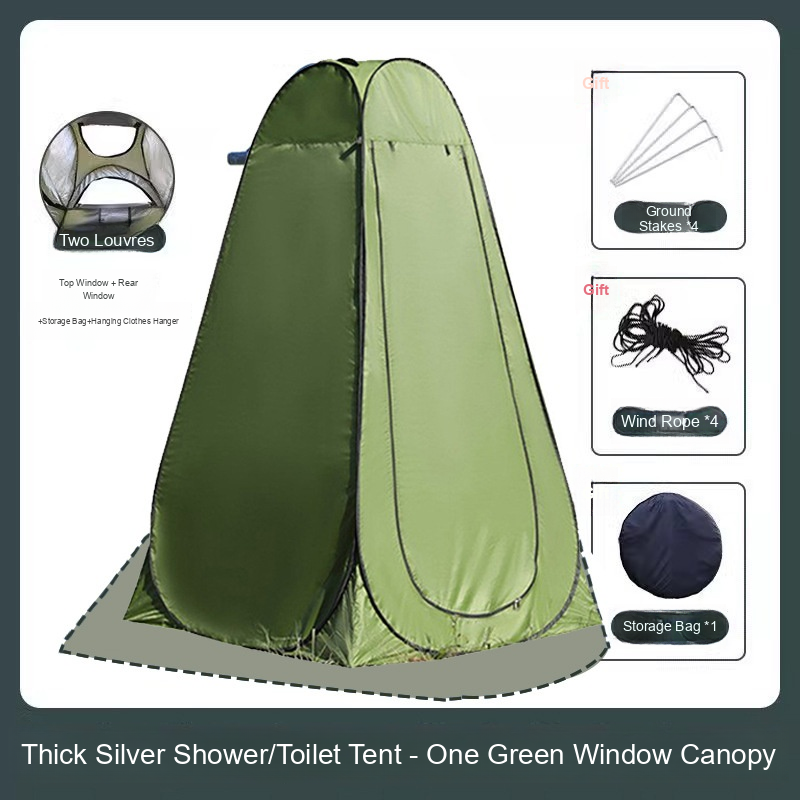 Gift
Two Louvres
Top Window + Rear
Window
+Storage Bag+Hanging Clothes Hanger
Ground
Stakes *4
Gift
Wind Rope *4
Storage Bag *1
Thick Silver Shower/Toilet Tent - One Green Window Canopy